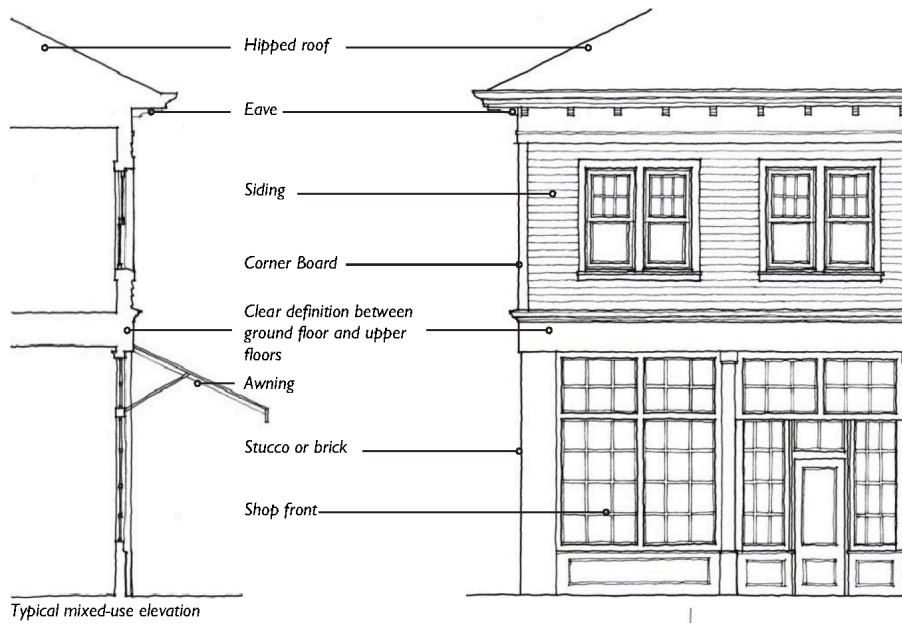 Hipped roof
Eave
Siding
Corner Board
Clear definition between
ground floor and upper
floors
Awning
Stucco or brick
Shop front
Typical mixed-use elevation